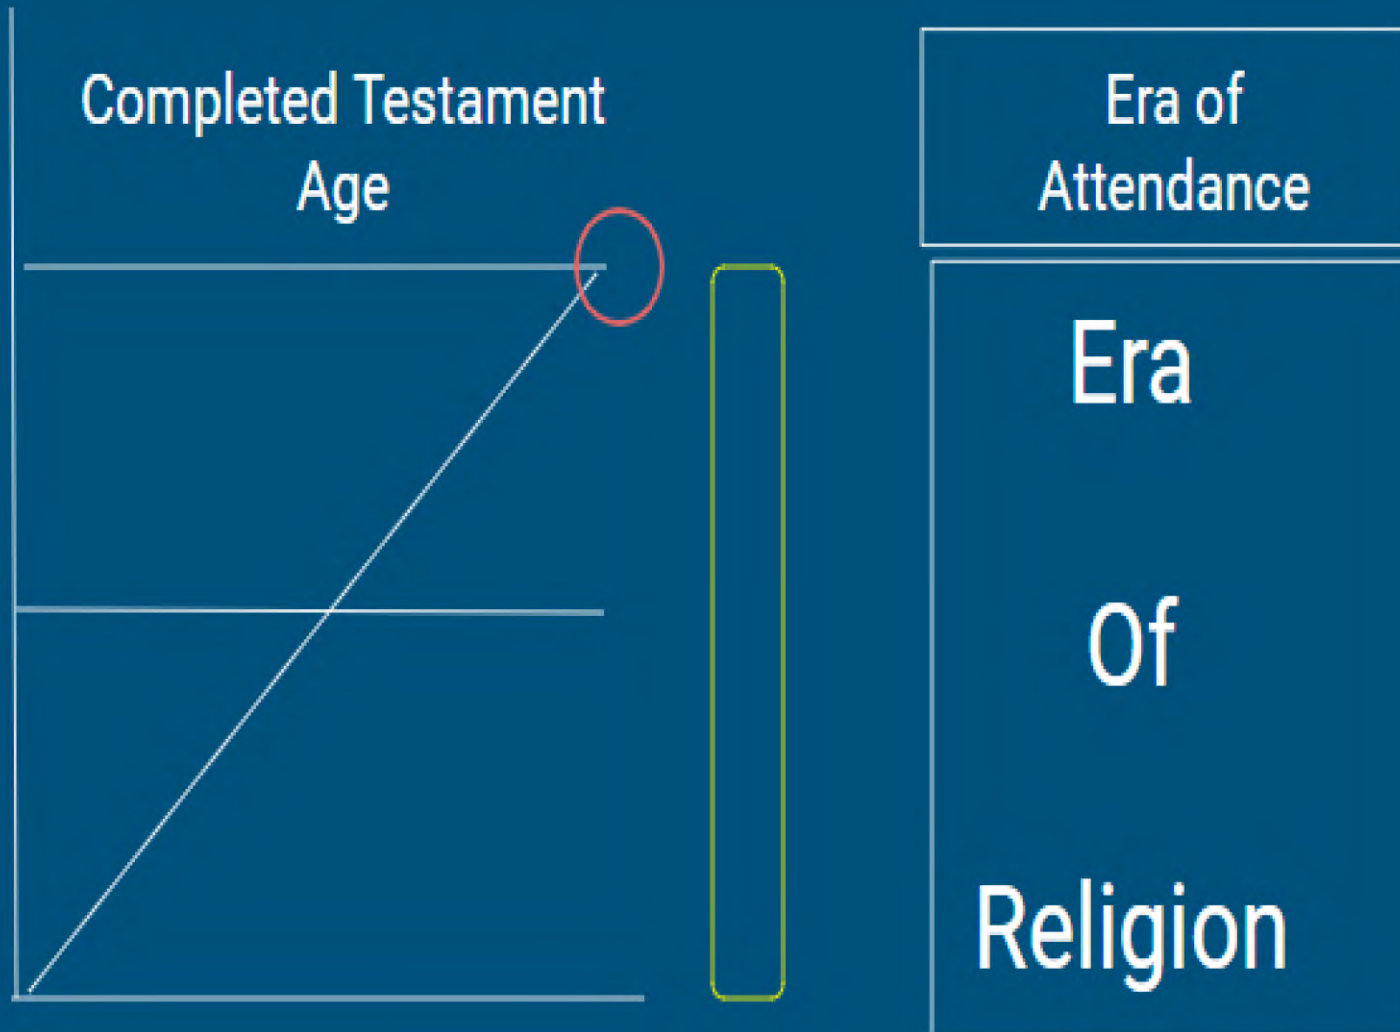 Completed Testament
Age
Era of
Attendance
Era
Of
Religion